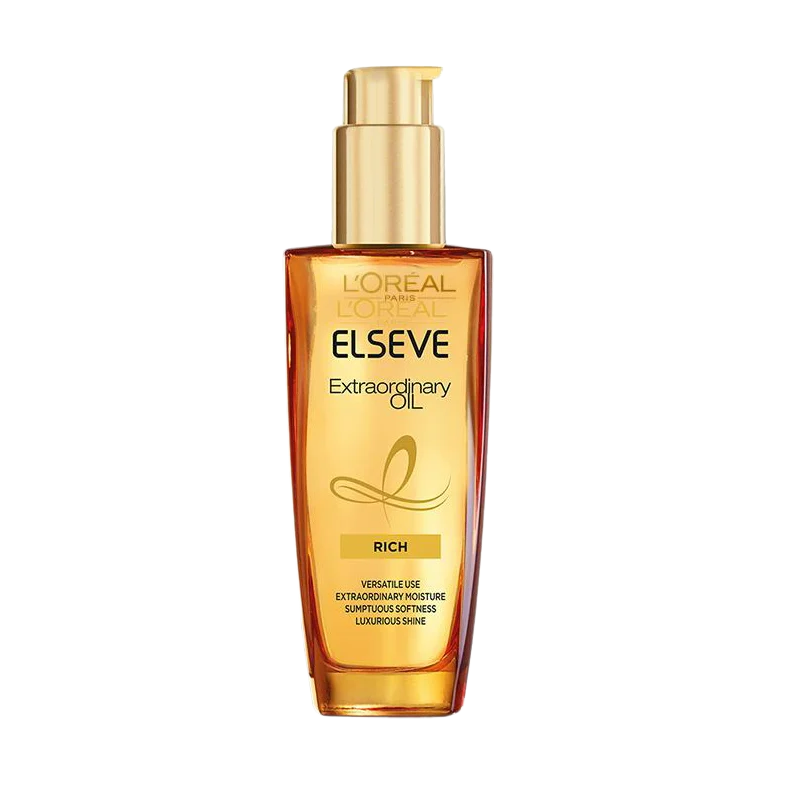 L'ORÉAL
PARIS
L'ORÉAL
ELSEVE
Extraordinary
OIL
RICH
VERSATILE USE
EXTRAORDINARY MOISTURE
SUMPTUOUS SOFTNESS
LUXURIOUS SHINE